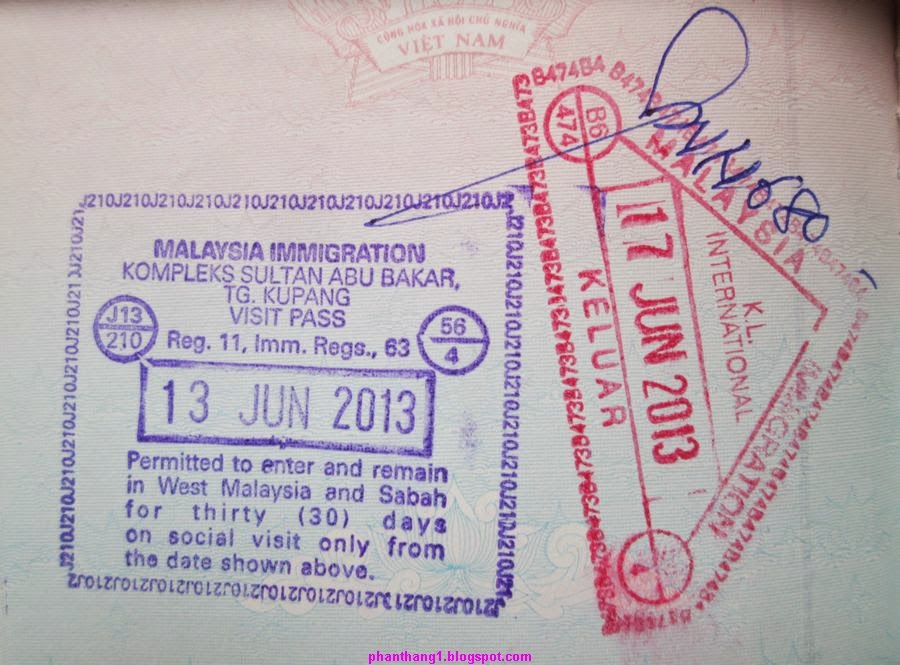 CỘNG HÒA XÃ HỘI CHỦ NGHĨA
VIỆT NAM
J210J210J210J210J210J210J210J210J210J210J2
MALAYSIA IMMIGRATION
KOMPLEKS SULTAN ABU BAKAR,
TG. KUPANG
VISIT PASS
J13
210
Reg. 11, Imm. Regs., 63
56
4
13 JUN 2013
Permitted to enter and remain
in West Malaysia and Sabah
for thirty (30) days
on social visit only from
the date shown above.
B474B4
B6
474
MALAYSIA
K.L.
INTERNATIONAL
17 JUN 2013
KELUAR
IMMIGRATION
phanthang1.blogspot.com